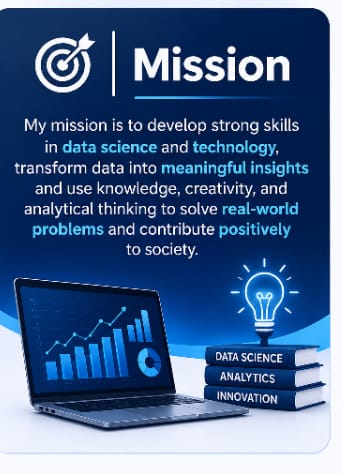 Mission
My mission is to develop strong skills
in data science and technology,
transform data into meaningful insights
and use knowledge, creativity, and
analytical thinking to solve real-world
problems and contribute positively
to society.
DATA SCIENCE
ANALYTICS
INNOVATION